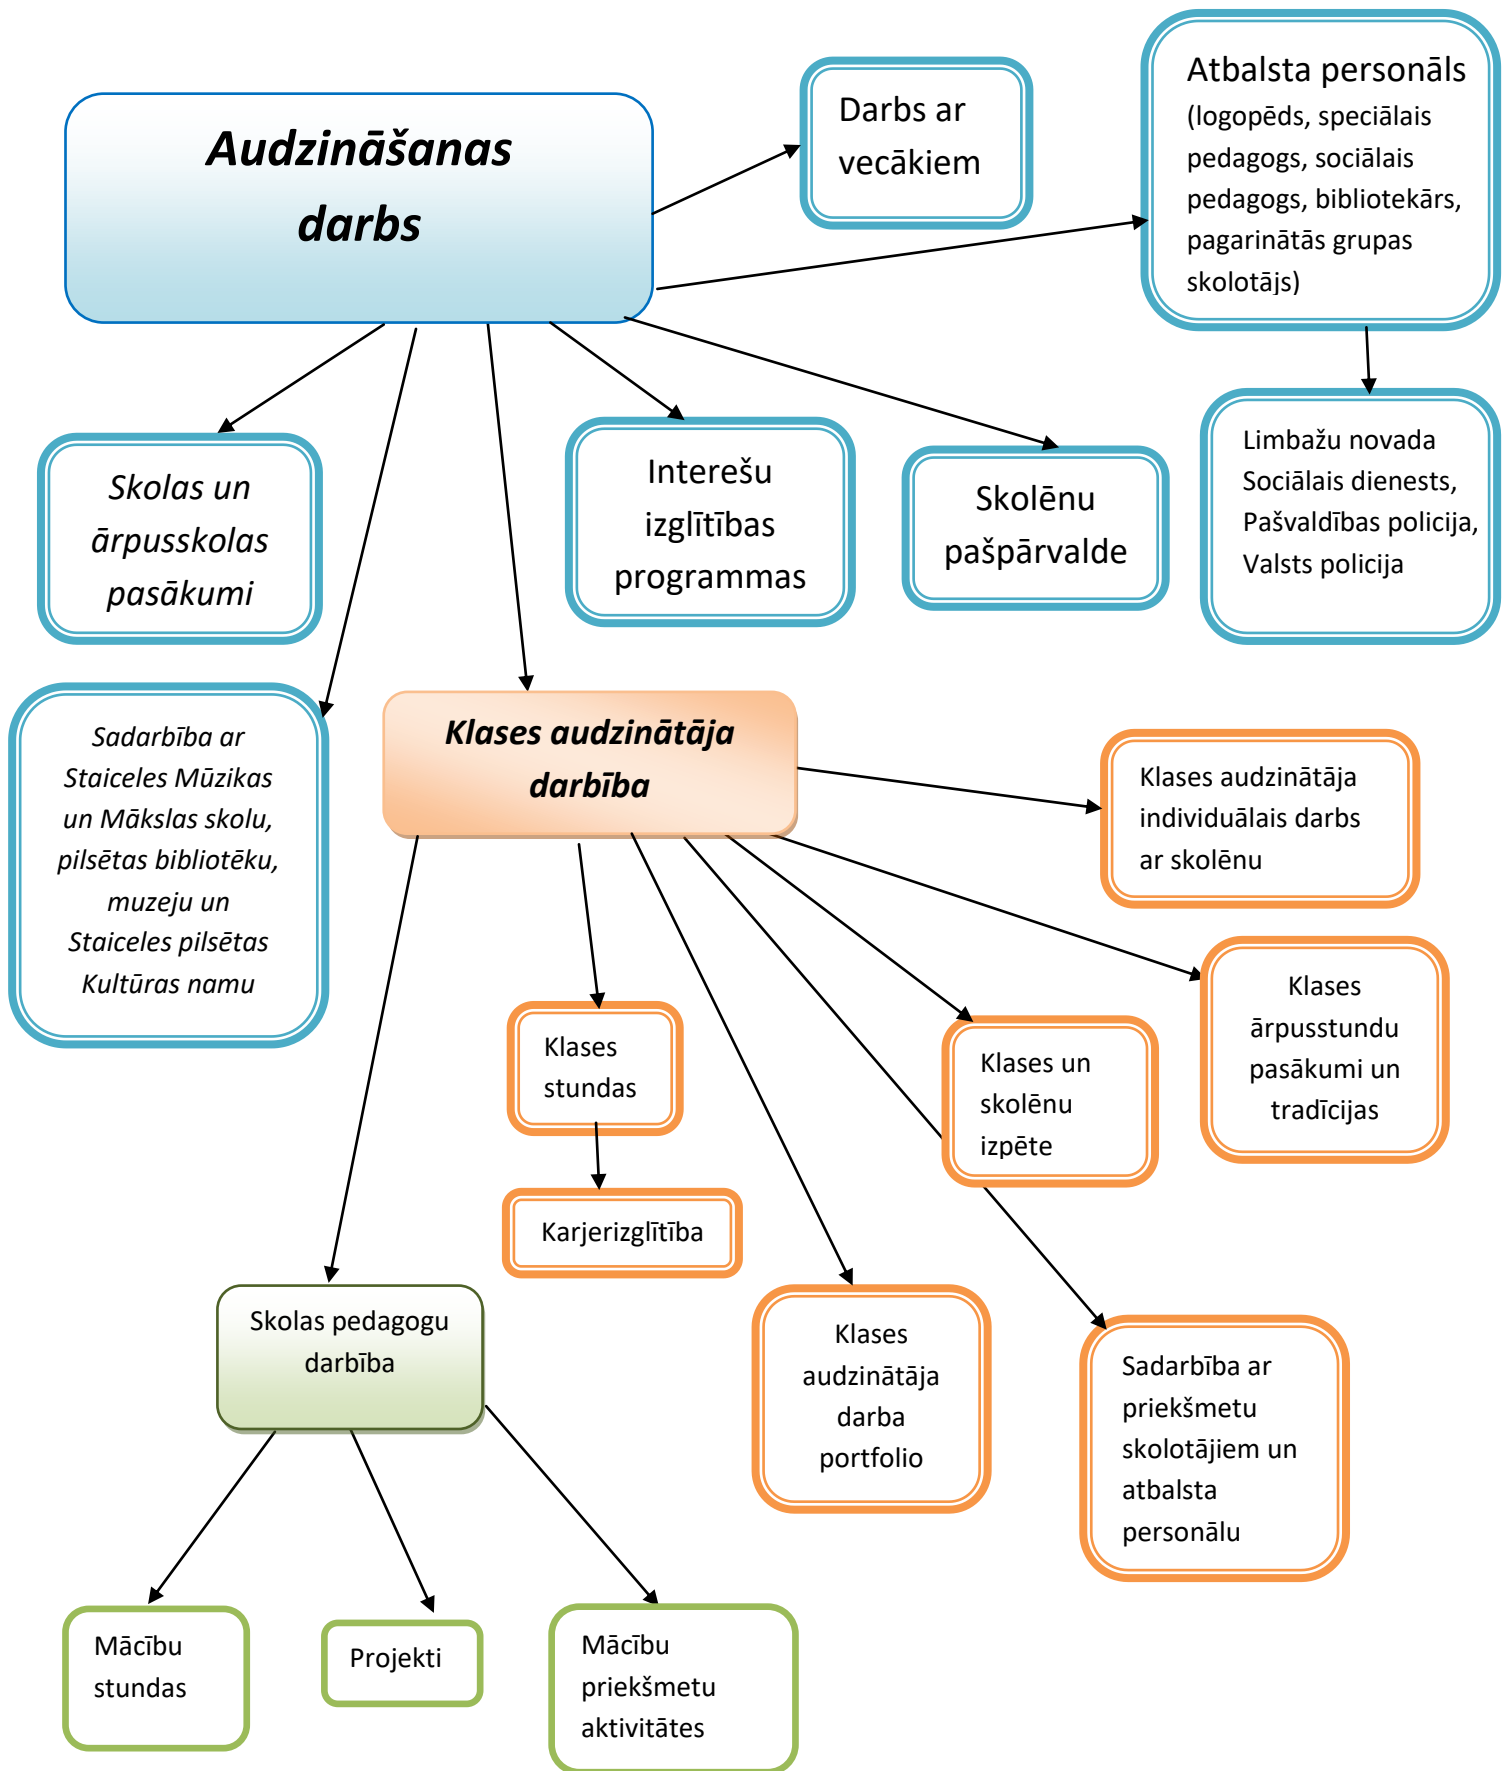 Audzināšanas
darbs
Darbs ar
vecākiem
Atbalsta personāls
(logopēds, speciālais
pedagogs, sociālais
pedagogs, bibliotekārs,
pagarinātās grupas
skolotājs)
Limbažu novada
Sociālais dienests,
Pašvaldības policija,
Valsts policija
Skolas un
ārpusskolas
pasākumi
Interešu
izglītības
programmas
Skolēnu
pašpārvalde
Sadarbība ar
Staiceles Mūzikas
un Mākslas skolu,
pilsētas bibliotēku,
muzeju un
Staiceles pilsētas
Kultūras namu
Klases audzinātāja
darbība
Klases audzinātāja
individuālais darbs
ar skolēnu
Klases
ārpusstundu
pasākumi un
tradīcijas
Klases
stundas
Klases un
skolēnu
izpēte
Karjerizglītība
Skolas pedagogu
darbība
Klases
audzinātāja
darba
portfolio
Sadarbība ar
priekšmetu
skolotājiem un
atbalsta
personālu
Mācību
stundas
Projekti
Mācību
priekšmetu
aktivitātes